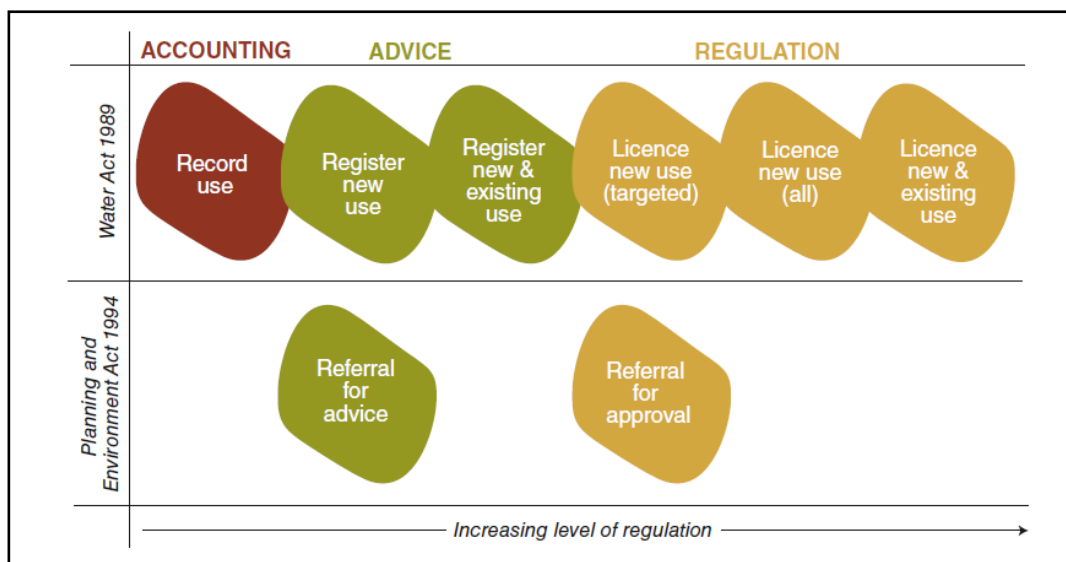 ACCOUNTING
ADVICE
REGULATION
Water Act 1989
Record
use
Register
new
use
Register
new &
existing
use
Licence
new use
(targeted)
Licence
new use
(all)
Licence
new &
existing
use
Planning and
Environment Act 1994
Referral
for
advice
Referral
for
approval
Increasing level of regulation